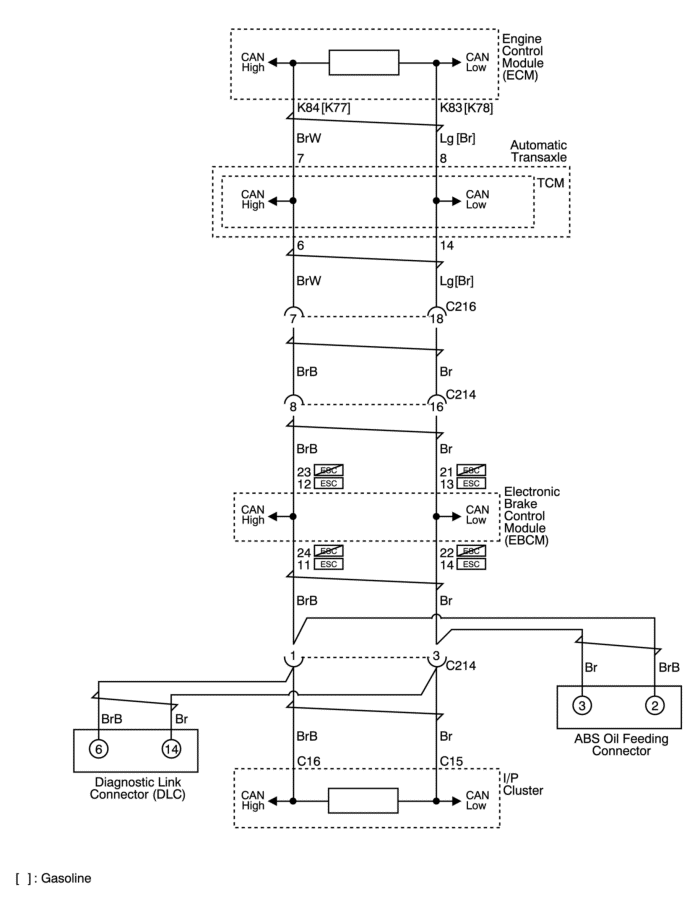 Engine
Control
Module
(ECM)
CAN
High
CAN
Low
K84[K77]
K83[K78]
BrW
Lg[Br]
7
8
Automatic
Transaxle
TCM
CAN
High
CAN
Low
6
14
BrW
Lg[Br]
C216
7
18
BrB
Br
C214
8
16
BrB
Br
23 ESC
21 ESC
12 ESC
13 ESC
Electronic
Brake
Control
Module
(EBCM)
CAN
High
CAN
Low
24 ESC
22 ESC
11 ESC
14 ESC
BrB
Br
1
3
C214
Br
BrB
3
2
ABS Oil Feeding
Connector
BrB
Br
6
14
Diagnostic Link
Connector (DLC)
BrB
Br
C16
C15
I/P
Cluster
CAN
High
CAN
Low
[ ] : Gasoline